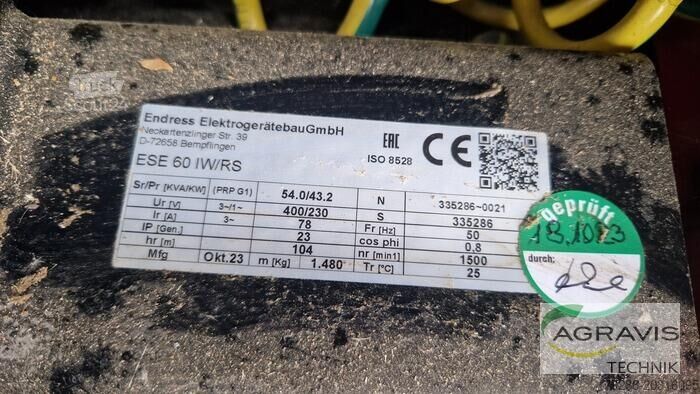 Endress ElektrogerätebauGmbH
Neckartenzlinger Str. 39
D-72658 Bempflingen
EAC
ISO 8528
CE
ESE 60 IW/RS
Sr/Pr [KVA/KW] (PRP G1) 54.0/43.2 N 335286-0021
Ur [V] 3~/1~ 400/230 S 335286
Ir [A] 3~ 78 Fr [Hz] 50
IP [Gen.] 23 cos phi 0.8
hr [m] 104 nr [min1] 1500
Mfg Okt.23 m [Kg] 1.480 Tr [°C] 25
geprüft
18.10.23
durch:
AGRAVIS
TECHNIK